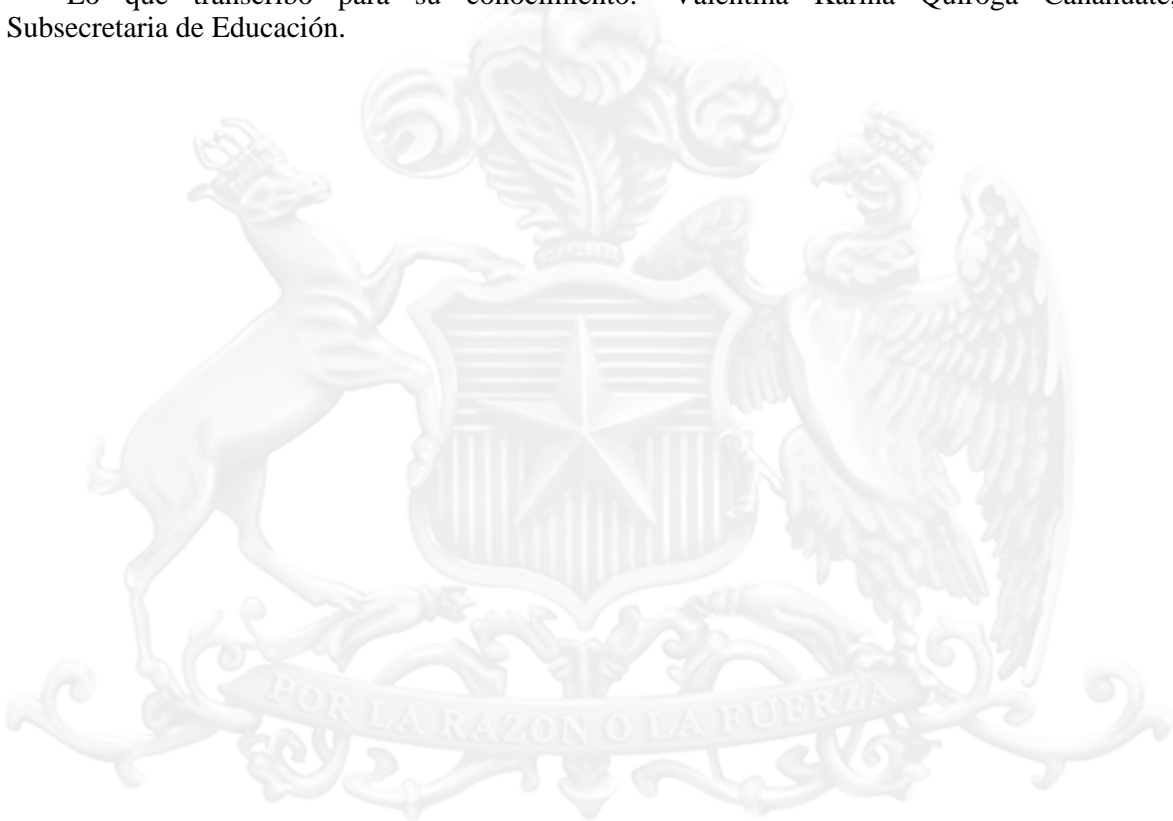 Lo que transcribo para su conocimiento.- Valentina Karina Quiroga Canahuate,
Subsecretaria de Educación.
POR LA RAZON O LA FUERZA